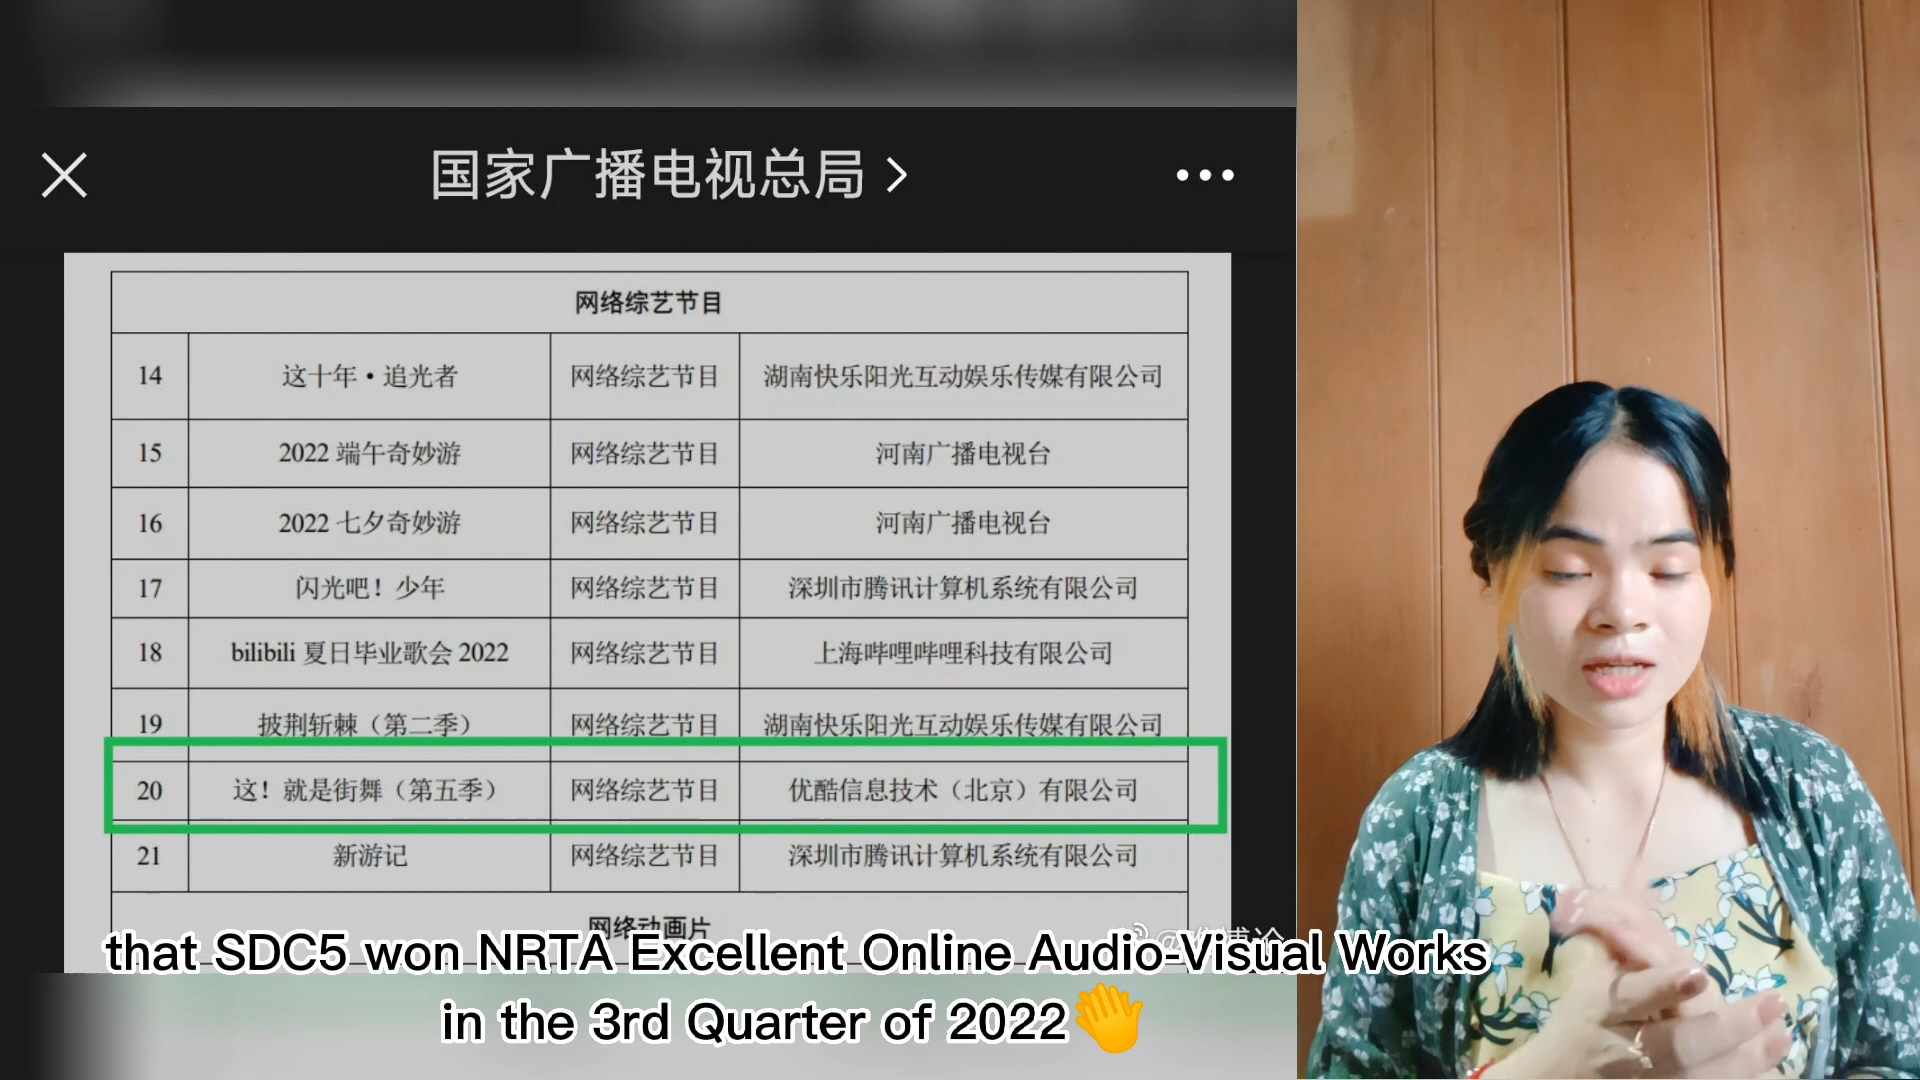 国家广播电视总局 >
网络综艺节目
14 这十年·追光者 网络综艺节目 湖南快乐阳光互动娱乐传媒有限公司
15 2022 端午奇妙游 网络综艺节目 河南广播电视台
16 2022 七夕奇妙游 网络综艺节目 河南广播电视台
17 闪光吧！少年 网络综艺节目 深圳市腾讯计算机系统有限公司
18 bilibili 夏日毕业歌会 2022 网络综艺节目 上海哔哩哔哩科技有限公司
19 披荆斩棘（第二季） 网络综艺节目 湖南快乐阳光互动娱乐传媒有限公司
20 这！就是街舞（第五季） 网络综艺节目 优酷信息技术（北京）有限公司
21 新游记 网络综艺节目 深圳市腾讯计算机系统有限公司
网络动画片
that SDC5 won NRTA Excellent Online Audio-Visual Works
in the 3rd Quarter of 2022👋